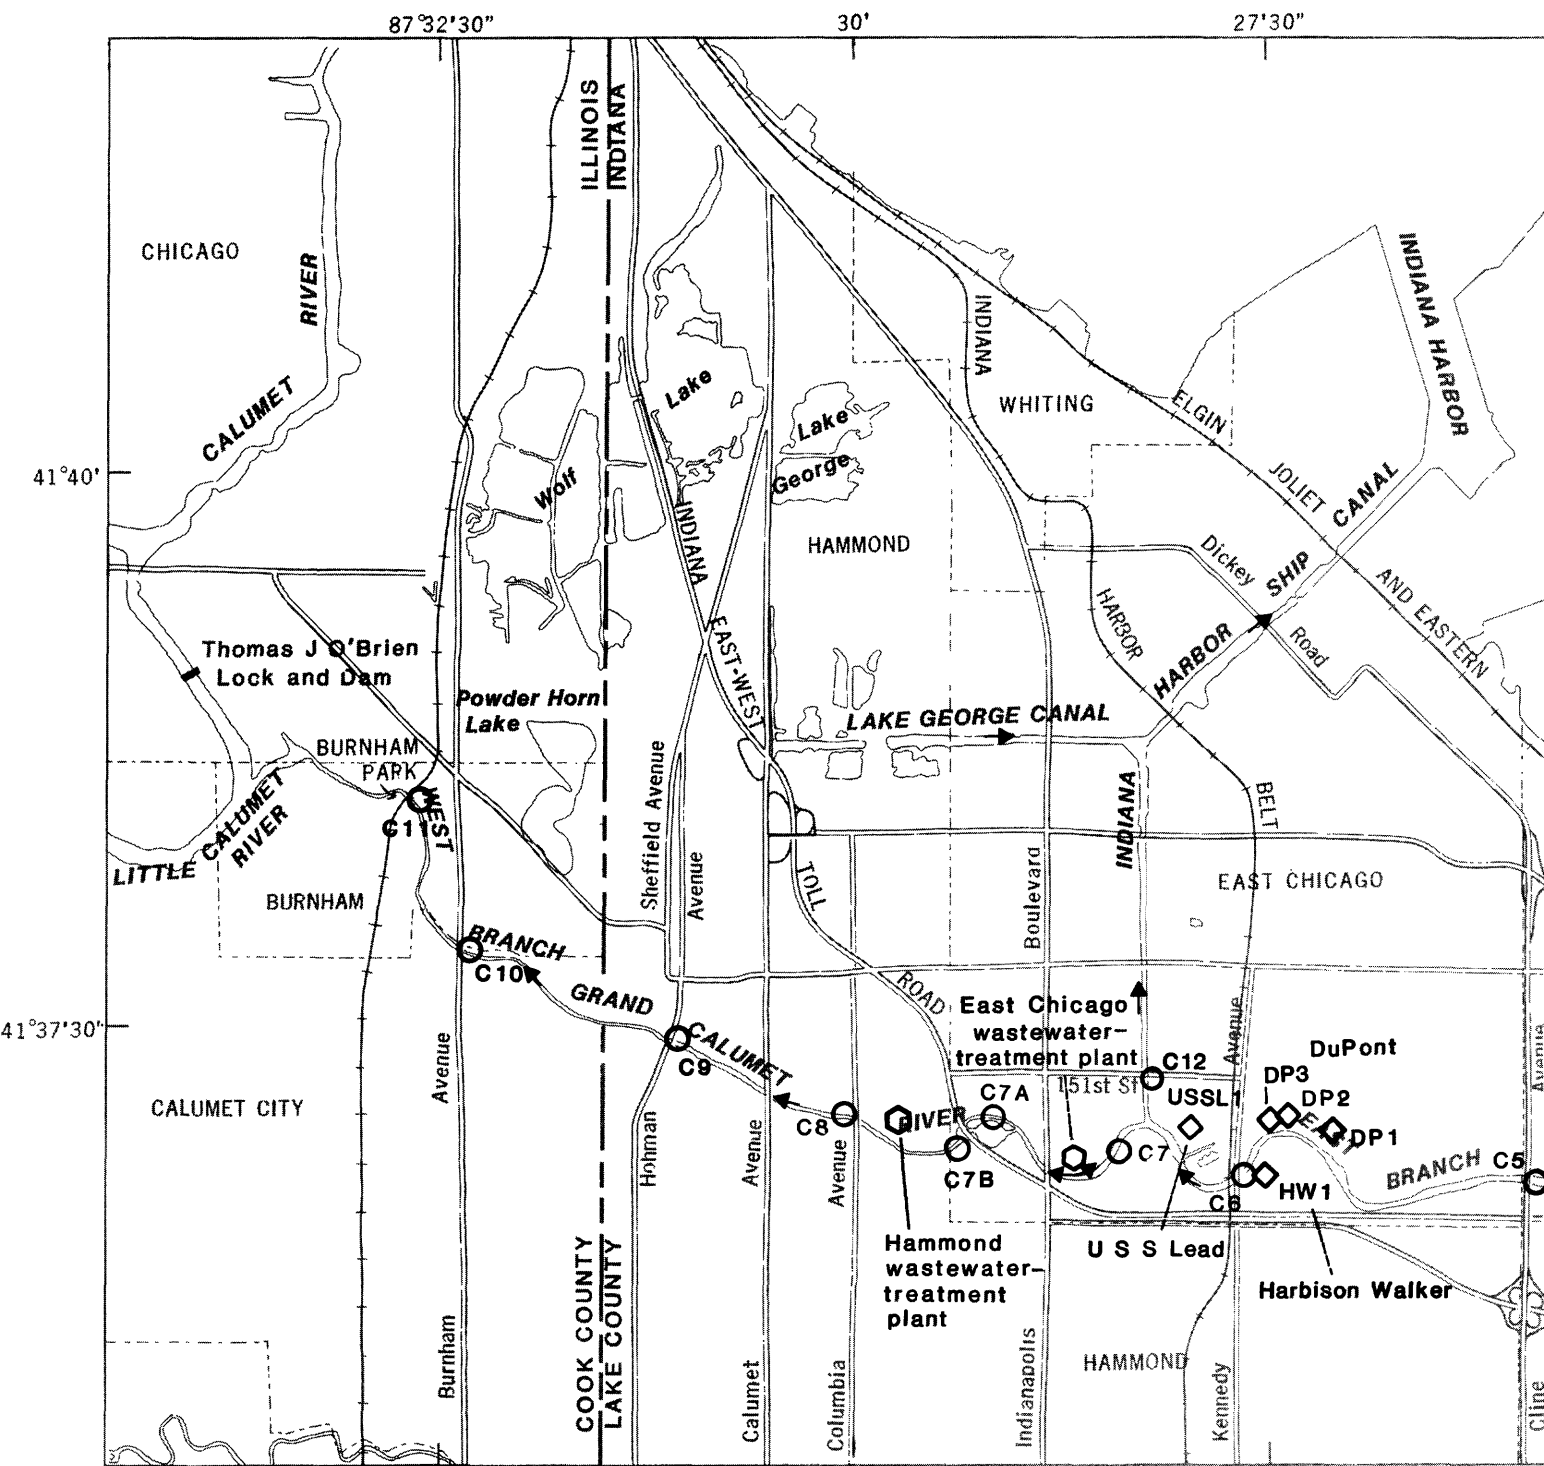 87°32'30"
30'
27'30"
ILLINOIS
INDIANA
CHICAGO
CALUMET
RIVER
INDIANA HARBOR
INDIANA
WHITING
ELGIN
JOLIET
AND EASTERN
Lake
Wolf
Lake
George
41°40'
HAMMOND
INDIANA
EAST-WEST
TOLL
ROAD
HARBOR
BELT
Dickey
Road
INDIANA
HARBOR
SHIP
CANAL
Thomas J O'Brien
Lock and Dam
Powder Horn
Lake
LAKE GEORGE CANAL
BURNHAM
PARK
C11
LITTLE
CALUMET
RIVER
BURNHAM
Sheffield Avenue
Avenue
Boulevard
EAST CHICAGO
WEST
BRANCH
GRAND
CALUMET
RIVER
C10
41°37'30"
C9
East Chicago
wastewater-
treatment plant
151st St
C12
Avenue
DuPont
DP3
DP2
DP1
USSL1
C7A
C8
C7B
C7
C6
HW1
EAST
BRANCH
C5
CALUMET CITY
Avenue
Hohman
Avenue
Avenue
Avenue
Hammond
wastewater-
treatment
plant
U S S Lead
Harbison Walker
COOK COUNTY
LAKE COUNTY
Burnham
Calumet
Columbia
Indianapolis
HAMMOND
Kennedy
Cline